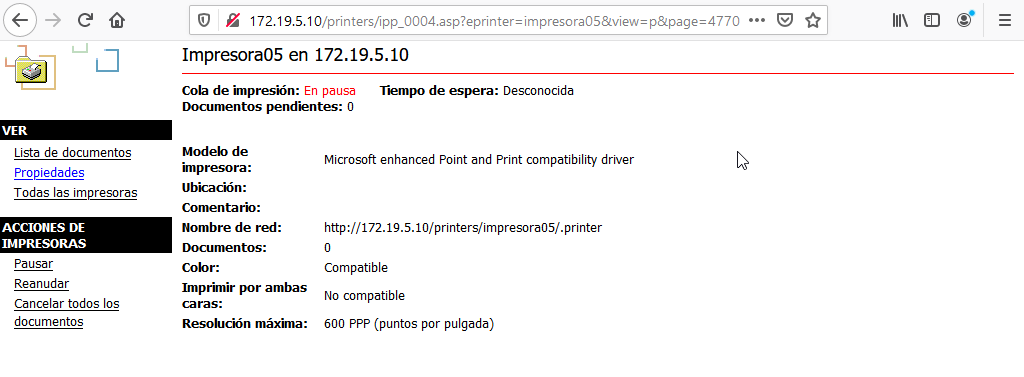 172.19.5.10/printers/ipp_0004.asp?eprinter=impresora05&view=p&page=4770
Impresora05 en 172.19.5.10
Cola de impresión: En pausa Tiempo de espera: Desconocida
Documentos pendientes: 0
VER
Lista de documentos
Propiedades
Todas las impresoras
ACCIONES DE
IMPRESORAS
Pausar
Reanudar
Cancelar todos los
documentos
Modelo de
impresora: Microsoft enhanced Point and Print compatibility driver
Ubicación:
Comentario:
Nombre de red: http://172.19.5.10/printers/impresora05/.printer
Documentos: 0
Color: Compatible
Imprimir por ambas
caras: No compatible
Resolución máxima: 600 PPP (puntos por pulgada)